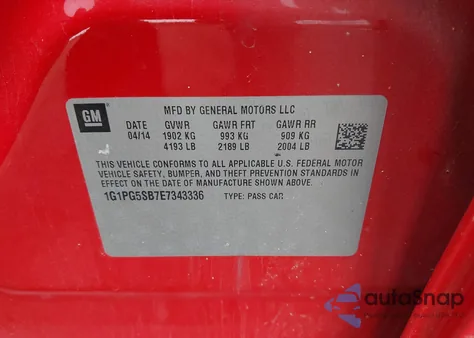 GM
MFD BY GENERAL MOTORS LLC
DATE GVWR GAWR FRT GAWR RR
04/14 1902 KG 993 KG 909 KG
4193 LB 2189 LB 2004 LB
THIS VEHICLE CONFORMS TO ALL APPLICABLE U.S. FEDERAL MOTOR
VEHICLE SAFETY, BUMPER, AND THEFT PREVENTION STANDARDS IN
EFFECT ON THE DATE OF MANUFACTURE SHOWN ABOVE.
1G1PG5SB7E7343336 TYPE: PASS CAR
autoSnap